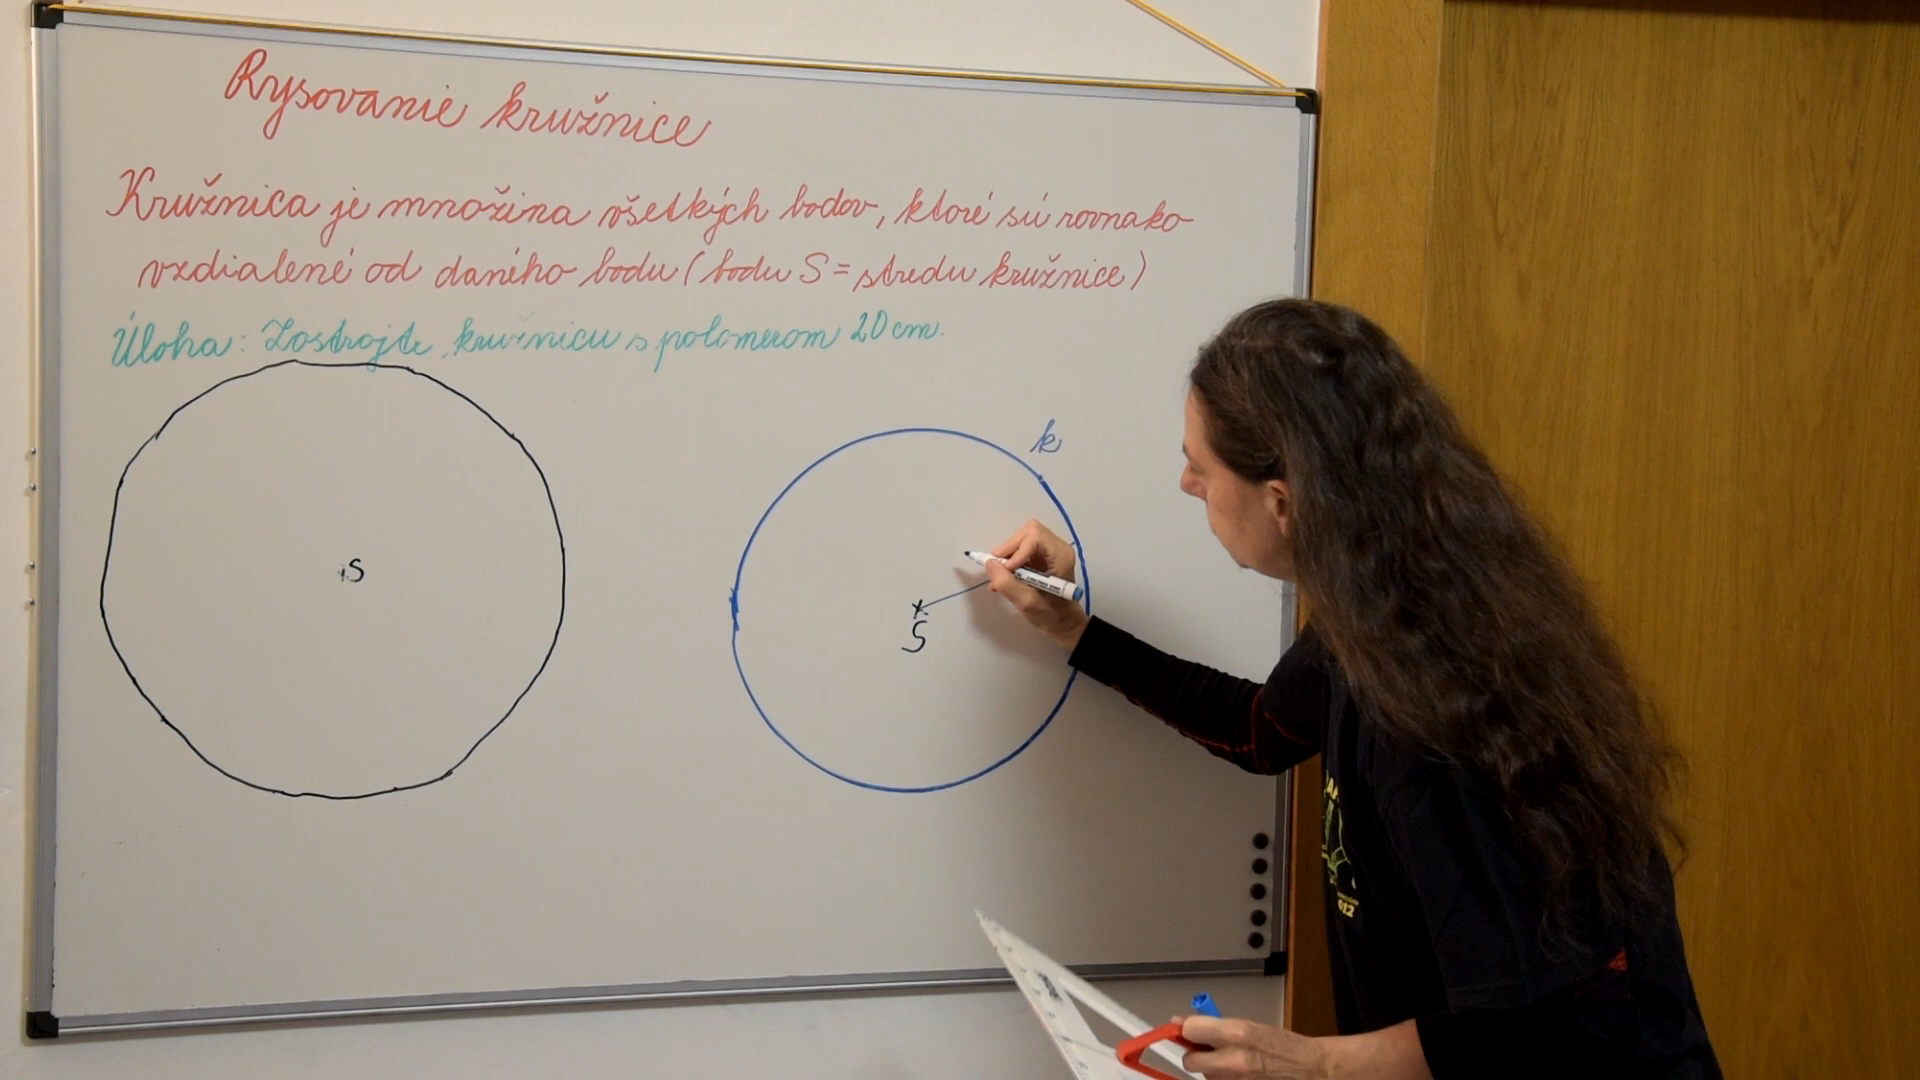 Rysovanie kružnice
Kružnica je množina všetkých bodov, ktoré sú rovnako
vzdialené od daného bodu (bodu S = stredu kružnice)
Úloha: Zostrojte kružnicu s polomerom 20 cm.
k
S
S